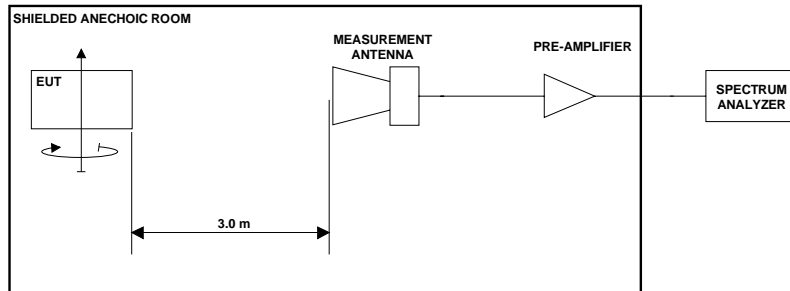 SHIELDED ANECHOIC ROOM
MEASUREMENT
ANTENNA
PRE-AMPLIFIER
EUT
SPECTRUM
ANALYZER
3.0 m